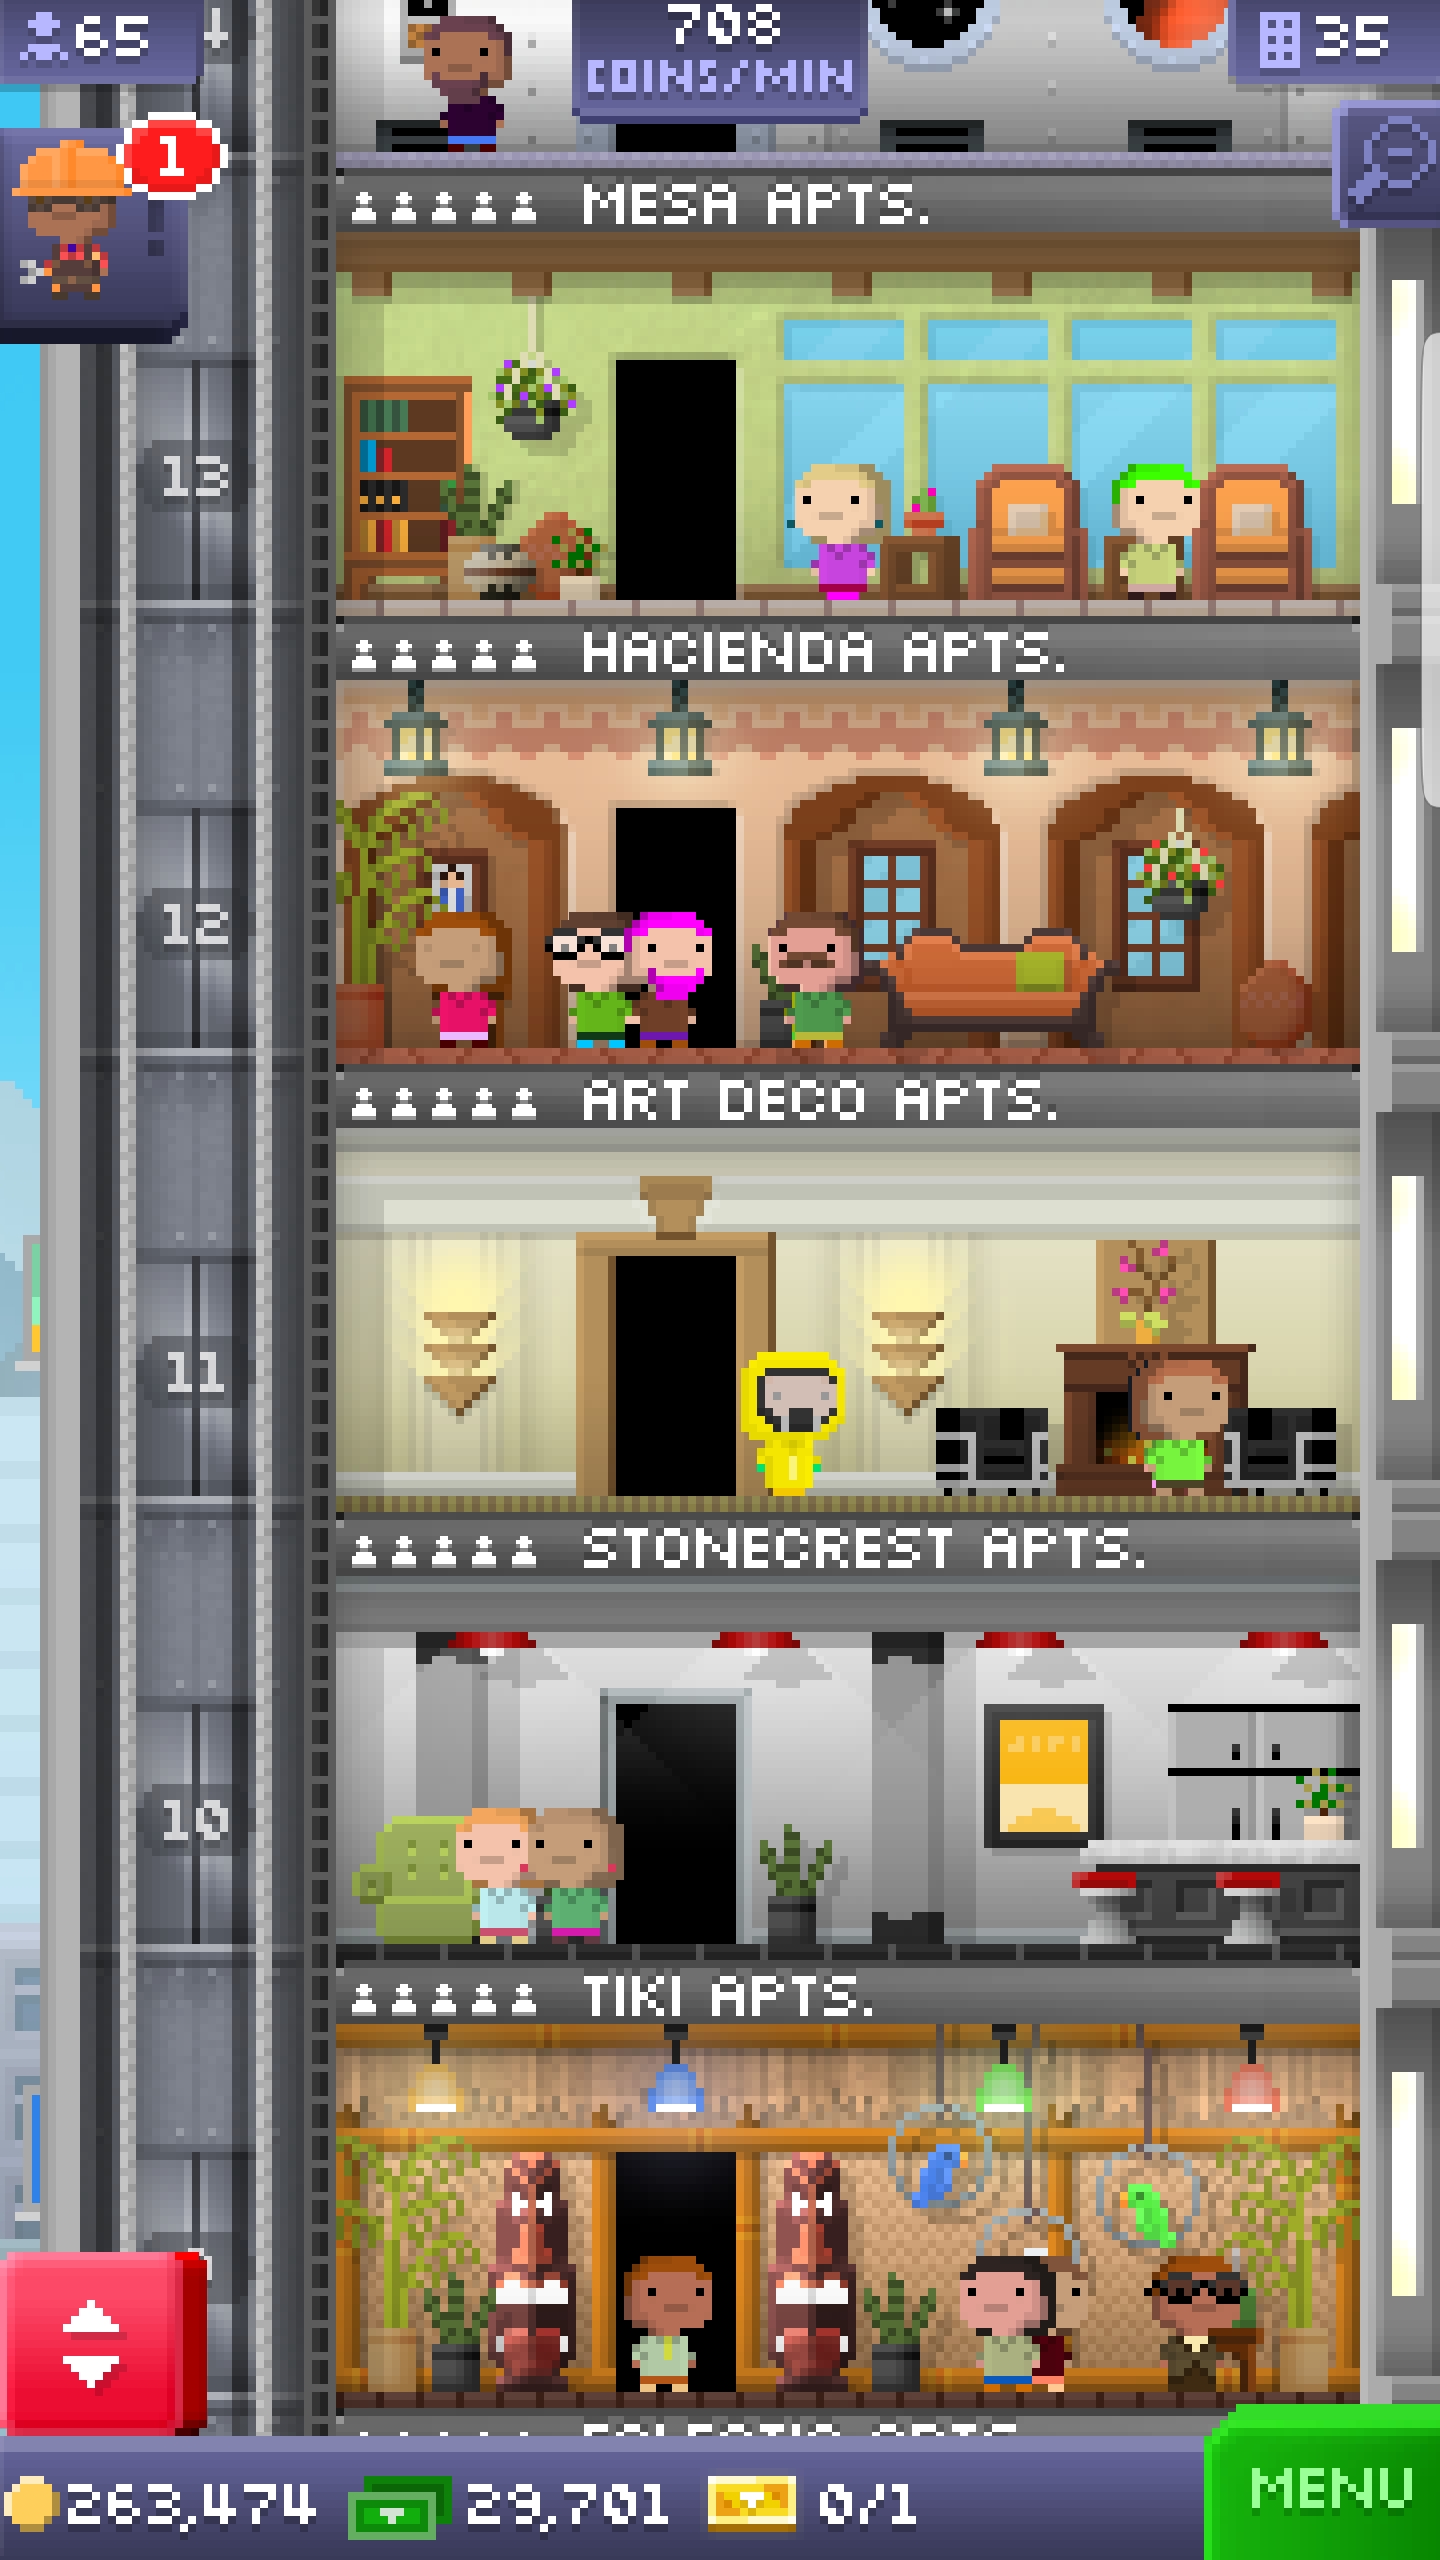 65
708
COINS/MIN
35
1
MESA APTS.
13
HACIENDA APTS.
12
ART DECO APTS.
11
STONECREST APTS.
10
TIKI APTS.
263,474
29,701
0/1
MENU